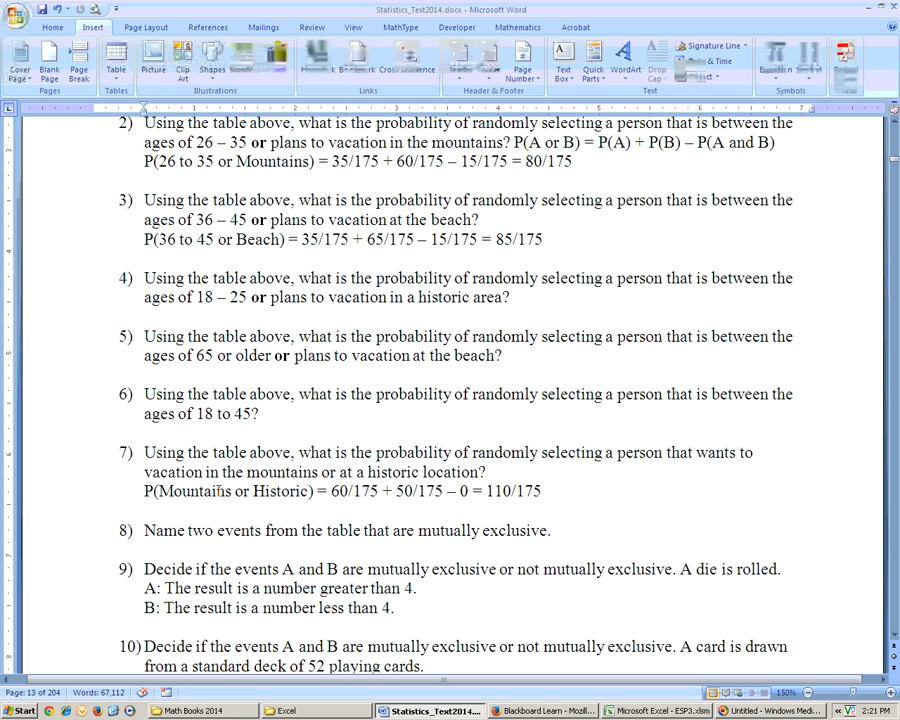 Statistics_Text2014.docx - Microsoft Word
Home Insert Page Layout References Mailings Review View MathType Developer Mathematics Acrobat
Cover Page Blank Page Page Break Table Picture Clip Art Shapes Page Number Text Box Quick Parts WordArt Drop Cap Signature Line
& Time
Pages Tables Illustrations Links Header & Footer Text Symbols
2) Using the table above, what is the probability of randomly selecting a person that is between the
ages of 26 – 35 or plans to vacation in the mountains? P(A or B) = P(A) + P(B) – P(A and B)
P(26 to 35 or Mountains) = 35/175 + 60/175 – 15/175 = 80/175
3) Using the table above, what is the probability of randomly selecting a person that is between the
ages of 36 – 45 or plans to vacation at the beach?
P(36 to 45 or Beach) = 35/175 + 65/175 – 15/175 = 85/175
4) Using the table above, what is the probability of randomly selecting a person that is between the
ages of 18 – 25 or plans to vacation in a historic area?
5) Using the table above, what is the probability of randomly selecting a person that is between the
ages of 65 or older or plans to vacation at the beach?
6) Using the table above, what is the probability of randomly selecting a person that is between the
ages of 18 to 45?
7) Using the table above, what is the probability of randomly selecting a person that wants to
vacation in the mountains or at a historic location?
P(Mountains or Historic) = 60/175 + 50/175 – 0 = 110/175
8) Name two events from the table that are mutually exclusive.
9) Decide if the events A and B are mutually exclusive or not mutually exclusive. A die is rolled.
A: The result is a number greater than 4.
B: The result is a number less than 4.
10) Decide if the events A and B are mutually exclusive or not mutually exclusive. A card is drawn
from a standard deck of 52 playing cards.
Page: 13 of 204 Words: 67,112 150%
Start Math Books 2014 Excel Statistics_Text2014.... Blackboard Learn - Mozil... Microsoft Excel - ESP3.xlsm Untitled - Windows Medi... 2:21 PM